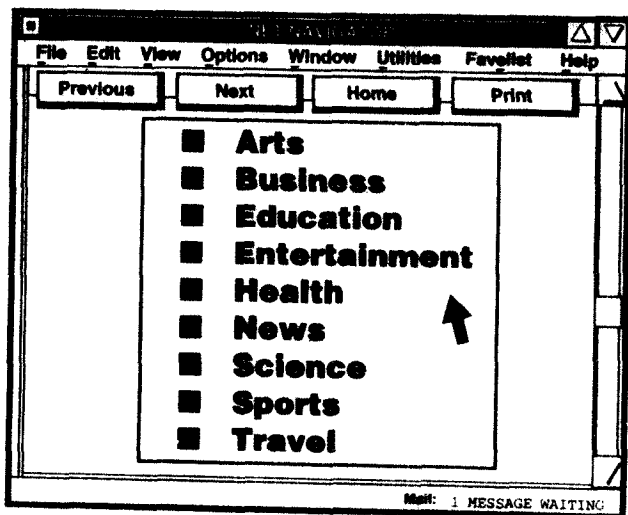 File Edit View Options Window Utilities Favelist Help
Previous Next Home Print
Arts
Business
Education
Entertainment
Health
News
Science
Sports
Travel
Mail: 1 MESSAGE WAITING